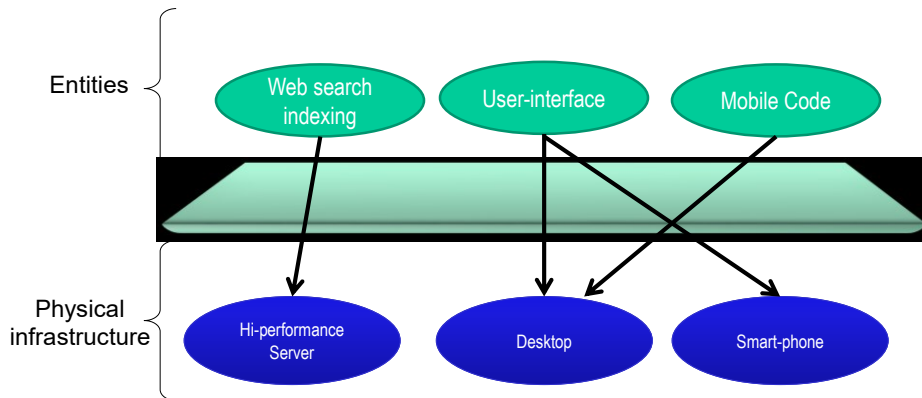 Entities
Web search
indexing
User-interface
Mobile Code
Physical
infrastructure
Hi-performance
Server
Desktop
Smart-phone